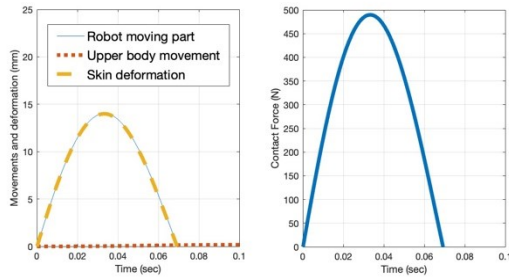 25
20
15
10
5
0
Movements and deformation (mm)
Robot moving part
Upper body movement
Skin deformation
0 0.02 0.04 0.06 0.08 0.1
Time (sec)
500
450
400
350
300
250
200
150
100
50
0
Contact Force (N)
0 0.02 0.04 0.06 0.08 0.1
Time (sec)